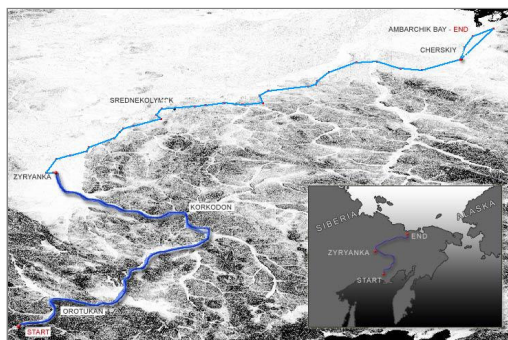 AMBARCHIK BAY - END
CHERSKIY
SREDNEKOLYMSK
ZYRYANKA
KORKODON
OROTUKAN
START
SIBERIA
ALASKA
END
ZYRYANKA
START